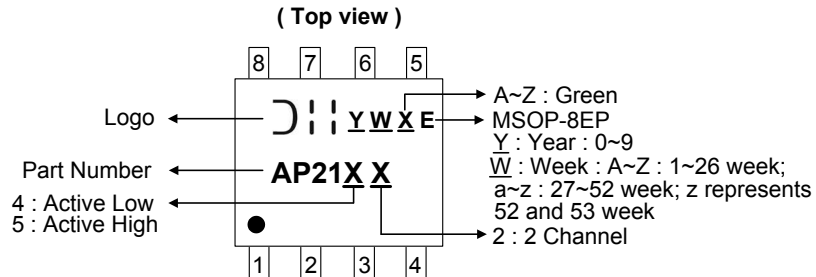 ( Top view )
8 7 6 5
Logo
Y W X E
A~Z : Green
MSOP-8EP
Y : Year : 0~9
W : Week : A~Z : 1~26 week;
a~z : 27~52 week; z represents
52 and 53 week
Part Number
AP21X X
4 : Active Low
5 : Active High
2 : 2 Channel
1 2 3 4